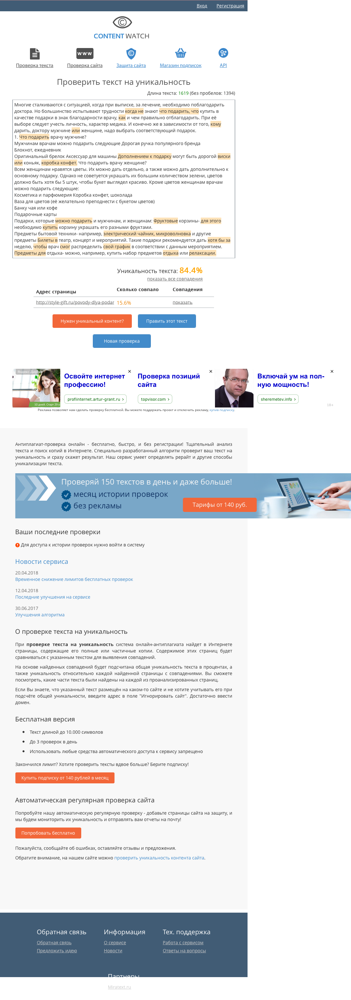 Вход Регистрация
CONTENT WATCH
www
Проверка текста Проверка сайта Защита сайта Магазин подписок API
Проверить текст на уникальность
Длина текста: 1619 (без пробелов: 1394)
Многие сталкиваются с ситуацией, когда при выписке, за лечение, необходимо поблагодарить
доктора. Но большинство испытывают трудности когда не знают что подарить, что купить в
качестве подарки в знак благодарности врачу, как и чем правильно отблагодарить. При её
выборе следует учесть личность, характер медика. И конечно же в зависимости от того, кому
дарить, доктору мужчине или женщине, надо выбрать соответствующий подарок.
1. Что подарить врачу мужчине?
Мужчинам врачам можно подарить следующие Дорогая ручка популярного бренда
Блокнот, ежедневник
Оригинальный брелок Аксессуар для машины Дополнением к подарку могут быть дорогой виски
или коньяк, коробка конфет. Что подарить врачу женщине?
Всем женщинам нравятся цветы. Их можно дать отдельно, а также можно дать дополнительно к
основному подарку. Однако не советуется украшать их большим количеством зелени, цветов
должно быть хотя бы 5 штук, чтобы букет выглядел красиво. Кроме цветов женщинам врачам
можно подарить следующие:
Косметика и парфюмерия Коробка конфет, шоколада
Ваза для цветов (её желательно преподнести с букетом цветов)
Банку чая или кофе
Подарочные карты
Подарки, которые можно подарить и мужчинам, и женщинам: Фруктовые корзины- для этого
необходимо купить корзину украшать его разными фруктами.
Предметы бытовой техники- например, электрический чайник, микроволновка и другие
предметы Билеты в театр, концерт и мероприятий. Такие подарки рекомендуется дать хотя бы за
неделю, чтобы врач смог распределить свой график в соответствии с данным мероприятием.
Предметы для отдыха- можно, например, купить набор предметов отдыха или релаксации.
Уникальность текста: 84.4%
показать все совпадения
Адрес страницы Сколько совпало Совпадения
http://style-gift.ru/povody-dlya-podar 15.6% показать
Нужен уникальный контент? Править этот текст
Новая проверка
Яндекс.Директ
Освойте интернет профессию!
profiinternet.artur-grant.ru
10 дней. Старт 29 о
Проверка позиций сайта
topvisor.com
Включай ум на пол-
ную мощность!
sheremetev.info
18+
Реклама позволяет нам сделать проверку бесплатной. Вы можете поддержать проект и отключить рекламу, купив подписку.
Антиплагиат-проверка онлайн - бесплатно, быстро, и без регистрации! Тщательный анализ
текста и поиск копий в Интернете. Специально разработанный алгоритм проверит ваш текст на
уникальность и сразу скажет результат. Наш сервис умеет определять рерайт и другие способы
уникализации текста.
Проверяй 150 текстов в день и даже больше!
месяц истории проверок
без рекламы
Тарифы от 140 руб.
Ваши последние проверки
Для доступа к истории проверок нужно войти в систему
Новости сервиса
20.04.2018
Временное снижение лимитов бесплатных проверок
12.04.2018
Последние улучшения на сервисе
30.06.2017
Улучшения алгоритма
О проверке текста на уникальность
При проверке текста на уникальность система онлайн-антиплагиата найдет в Интернете
страницы, содержащие его полные или частичные копии. Содержимое этих страниц будет
сравниваться с указанным текстом для выявления совпадений.
На основе найденных совпадений будет подсчитана общая уникальность текста в процентах, а
также уникальность относительно каждой найденной страницы с совпадениями. Вы сможете
посмотреть, какие части текста были найдены на каждой из проанализированных страниц.
Если Вы знаете, что указанный текст размещён на каком-то сайте и не хотите учитывать его при
подсчёте общей уникальности, введите адрес в поле "Игнорировать сайт". Достаточно ввести
домен.
Бесплатная версия
• Текст длиной до 10.000 символов
• До 3 проверок в день
• Использовать любые средства автоматического доступа к сервису запрещено
Закончился лимит? Хотите проверить тексты вдвое больше? Берите подписку!
Купить подписку от 140 рублей в месяц
Автоматическая регулярная проверка сайта
Попробуйте нашу автоматическую регулярную проверку - добавьте страницы сайта на защиту, и
мы будем мониторить их уникальность и отправлять вам отчеты на почту!
Попробовать бесплатно
Пожалуйста, сообщайте об ошибках, оставляйте отзывы и предложения.
Обратите внимание, на нашем сайте можно проверить уникальность контента сайта.
Обратная связь Информация Тех. поддержка
Обратная связь О сервисе Работа с сервисом
Предложить идею Новости Ответы на вопросы
Партнеры
Miratext.ru